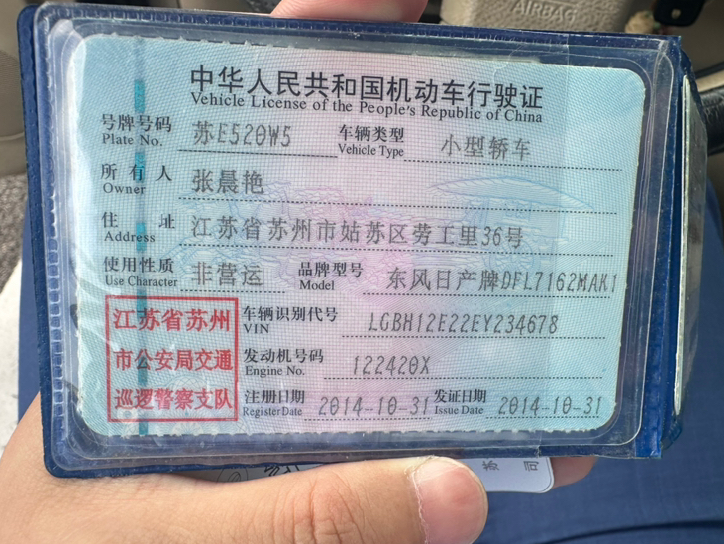 AIRBAG
中华人民共和国机动车行驶证
Vehicle License of the People's Republic of China
号牌号码 苏E520W5 车辆类型 小型轿车
Plate No. Vehicle Type
所有人 张晨艳
Owner
住址 江苏省苏州市姑苏区劳工里36号
Address
使用性质 非营运 品牌型号 东风日产牌DFL7162MAK1
Use Character Model
江苏省苏州
市公安局交通
巡逻警察支队
车辆识别代号 LGBH12E22EY234678
VIN
发动机号码 122420X
Engine No.
注册日期 2014-10-31 发证日期 2014-10-31
Register Date Issue Date